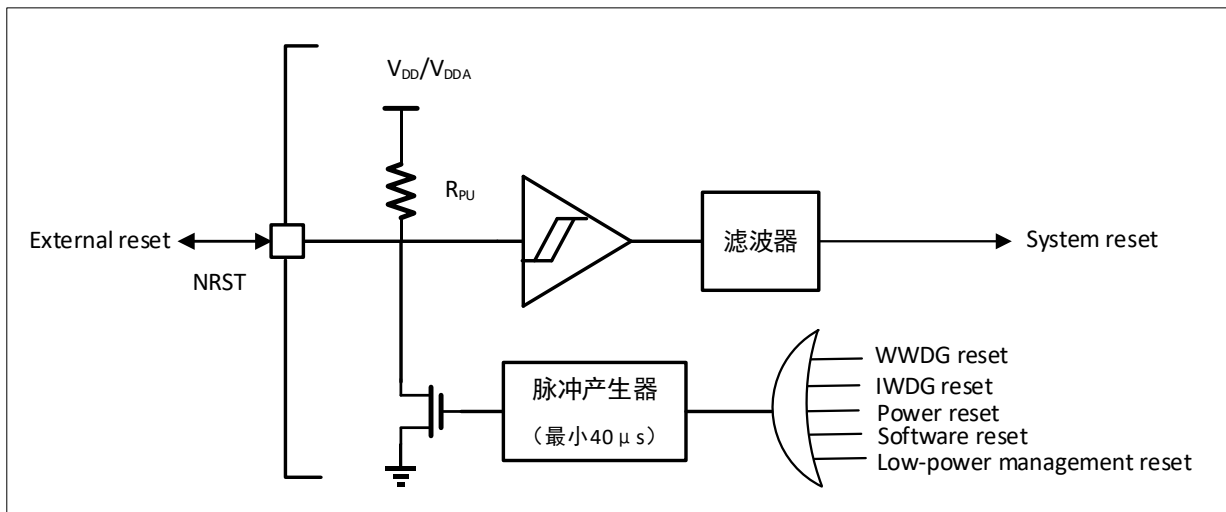 VDD/VDDA
RPU
External reset
NRST
滤波器
System reset
脉冲产生器
（最小40μs）
WWDG reset
IWDG reset
Power reset
Software reset
Low-power management reset